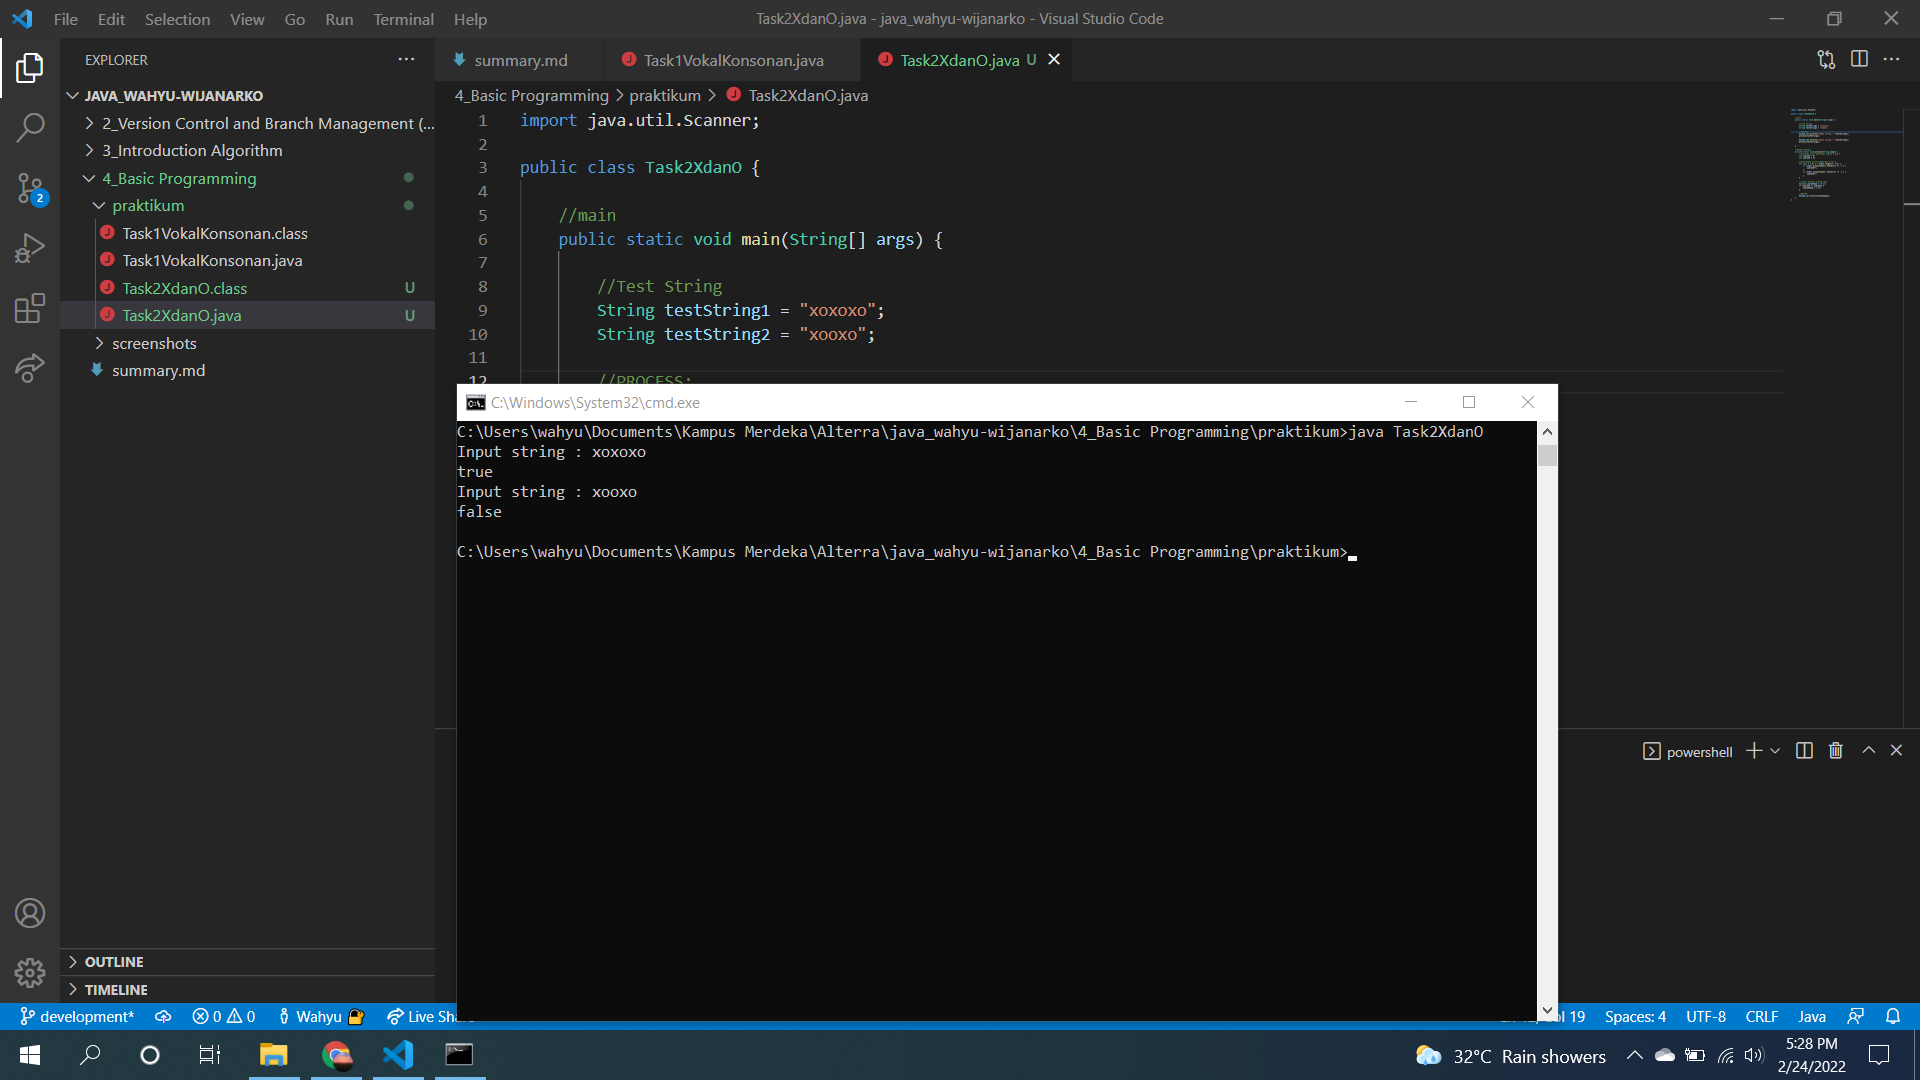 File Edit Selection View Go Run Terminal Help
Task2XdanO.java - java_wahyu-wijanarko - Visual Studio Code
EXPLORER
JAVA_WAHYU-WIJANARKO
2_Version Control and Branch Management (...
3_Introduction Algorithm
4_Basic Programming
praktikum
Task1VokalKonsonan.class
Task1VokalKonsonan.java
Task2XdanO.class U
Task2XdanO.java U
screenshots
summary.md
OUTLINE
TIMELINE
2
summary.md
Task1VokalKonsonan.java
Task2XdanO.java U
4_Basic Programming > praktikum > Task2XdanO.java
1 import java.util.Scanner;
2
3 public class Task2XdanO {
4
5 //main
6 public static void main(String[] args) {
7
8 //Test String
9 String testString1 = "xoxoxo";
10 String testString2 = "xooxo";
11
12 //PROCESS:
C:\Windows\System32\cmd.exe
C:\Users\wahyu\Documents\Kampus Merdeka\Alterra\java_wahyu-wijanarko\4_Basic Programming\praktikum>java Task2XdanO
Input string : xoxoxo
true
Input string : xooxo
false
C:\Users\wahyu\Documents\Kampus Merdeka\Alterra\java_wahyu-wijanarko\4_Basic Programming\praktikum>
powershell
development* 0 0 Wahyu Live Shar
ol 19 Spaces: 4 UTF-8 CRLF Java
32°C Rain showers
5:28 PM
2/24/2022